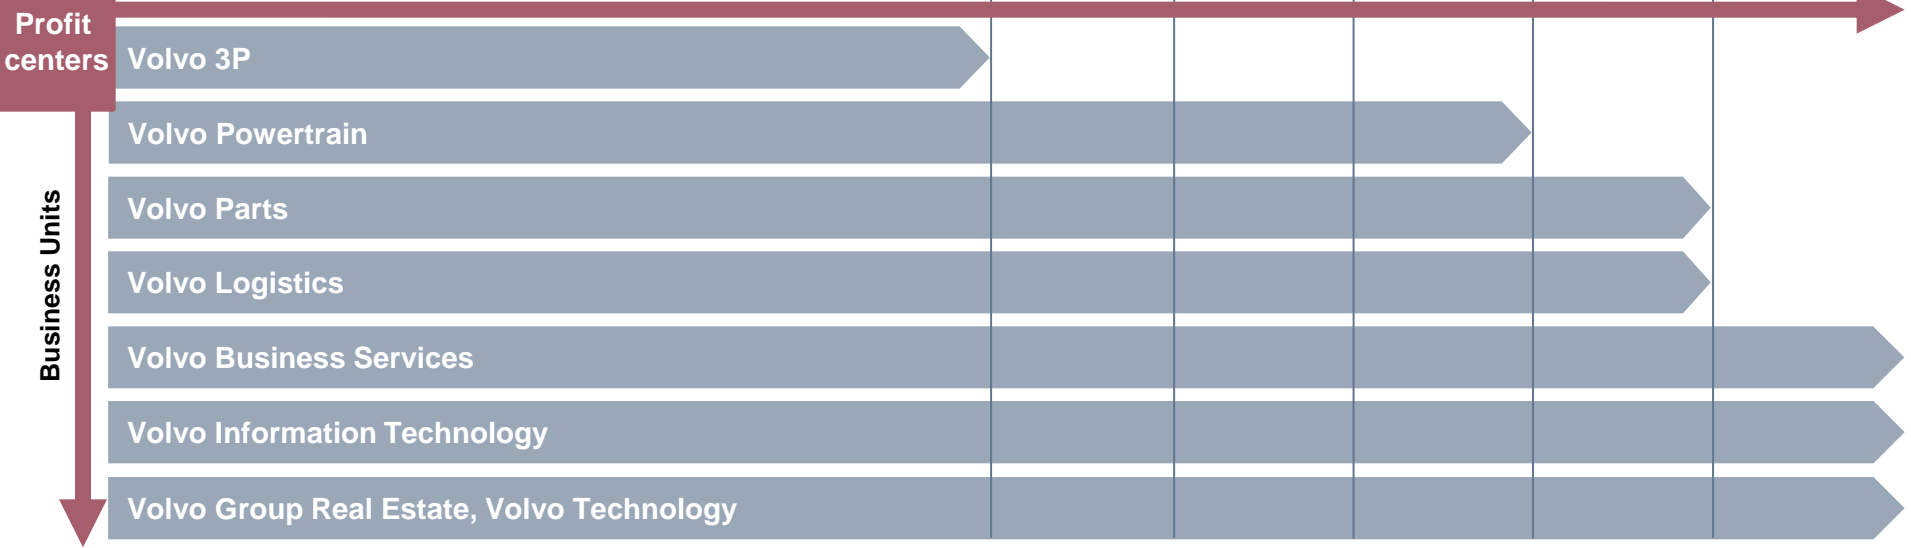 Profit
centers
Volvo 3P
Volvo Powertrain
Volvo Parts
Volvo Logistics
Volvo Business Services
Volvo Information Technology
Volvo Group Real Estate, Volvo Technology
Business Units